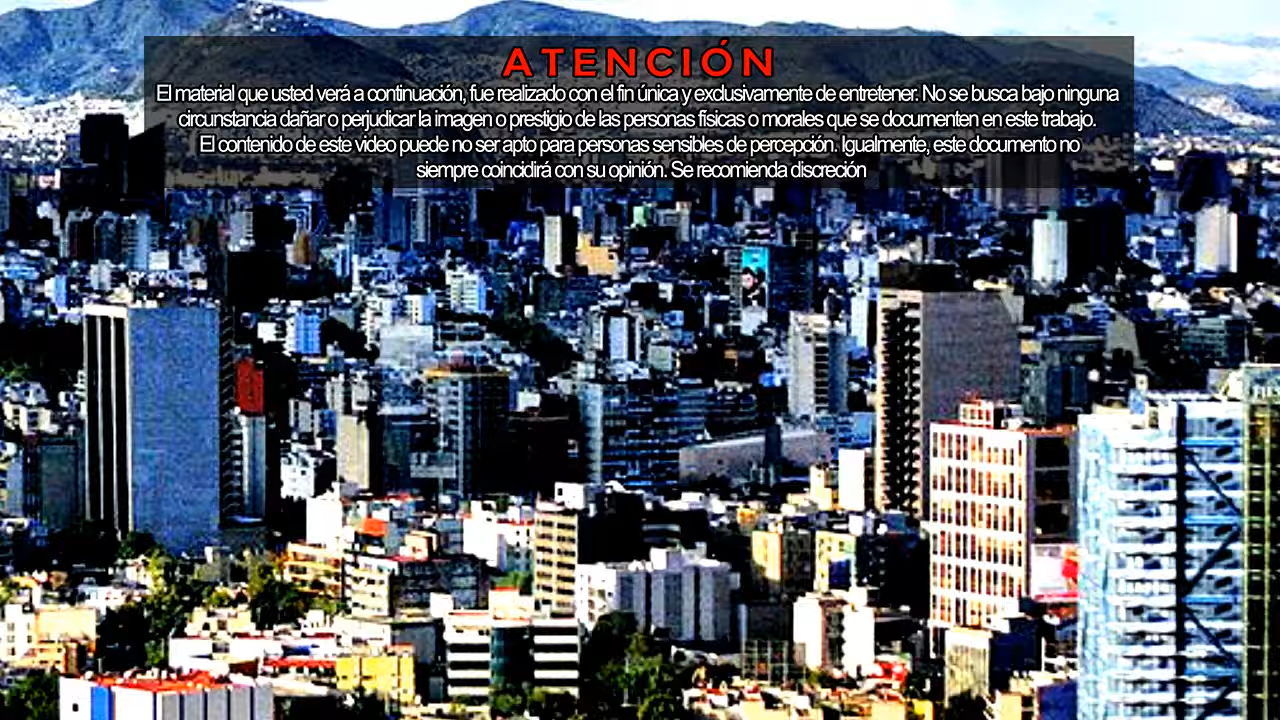 ATENCIÓN
El material que usted verá a continuación, fue realizado con el fin única y exclusivamente de entretener. No se busca bajo ninguna
circunstancia dañar o perjudicar la imagen o prestigio de las personas físicas o morales que se documenten en este trabajo.
El contenido de este video puede no ser apto para personas sensibles de percepción. Igualmente, este documento no
siempre coincidirá con su opinión. Se recomienda discreción